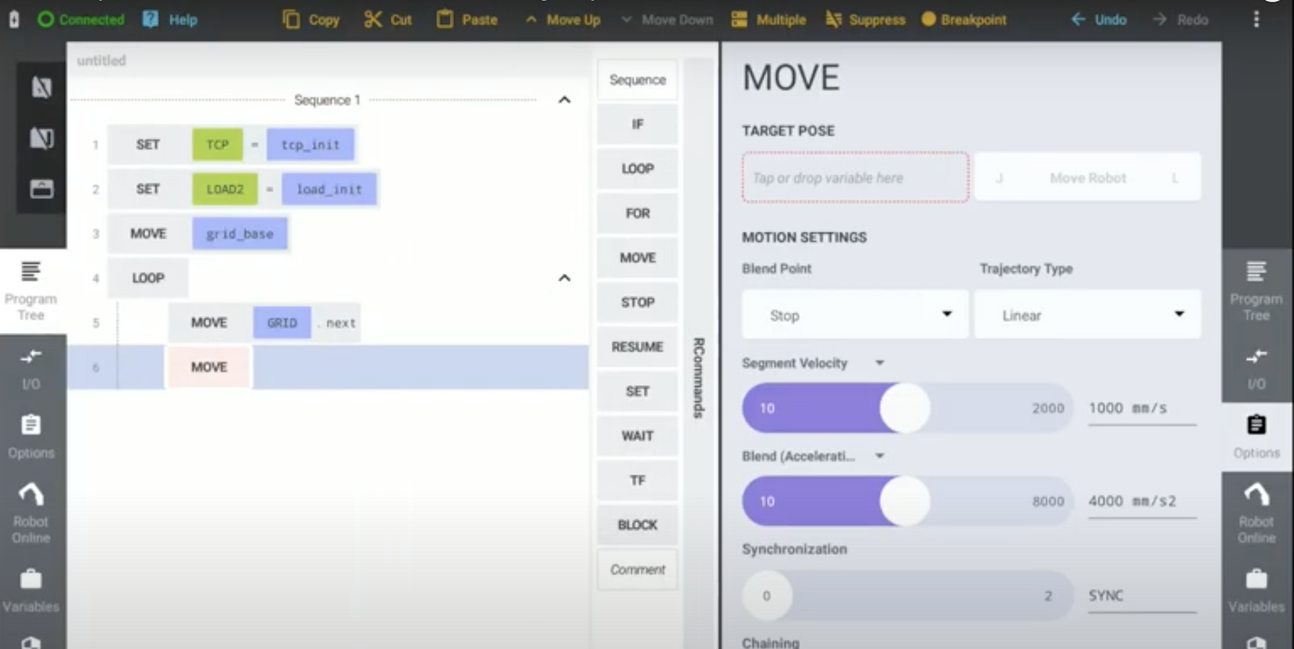 Connected Help Copy Cut Paste Move Up Move Down Multiple Suppress Breakpoint Undo Redo
untitled
Sequence 1
1 SET TCP = tcp_init
2 SET LOAD2 = load_init
3 MOVE grid_base
4 LOOP
5 MOVE GRID . next
6 MOVE
Program
Tree
I/O
Options
Robot
Online
Variables
Sequence
IF
LOOP
FOR
MOVE
STOP
RESUME
SET
WAIT
TF
BLOCK
Comment
RCommands
MOVE
TARGET POSE
Tap or drop variable here
J Move Robot L
MOTION SETTINGS
Blend Point Trajectory Type
Stop Linear
Segment Velocity
10 2000 1000 mm/s
Blend (Accelerati...
10 8000 4000 mm/s2
Synchronization
0 2 SYNC
Chaining
Program
Tree
I/O
Options
Robot
Online
Variables